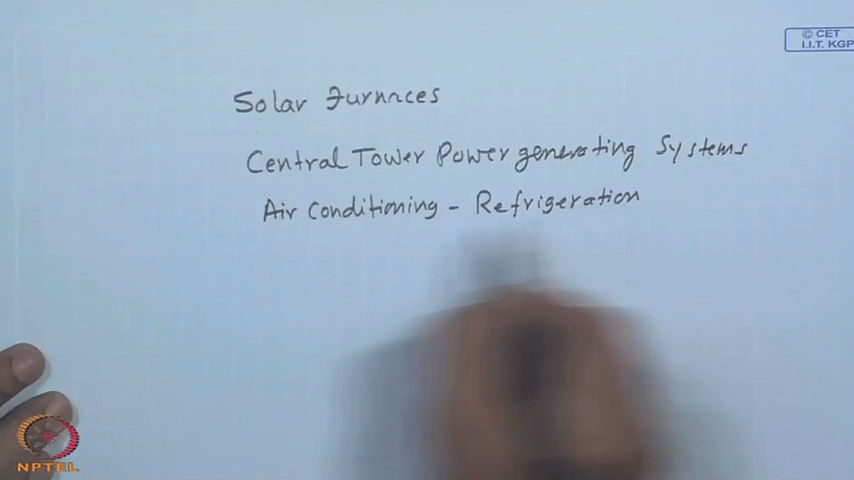 © CET
I.I.T. KGP
Solar Furnaces
Central Tower Power generating Systems
Air Conditioning - Refrigeration
NPTEL